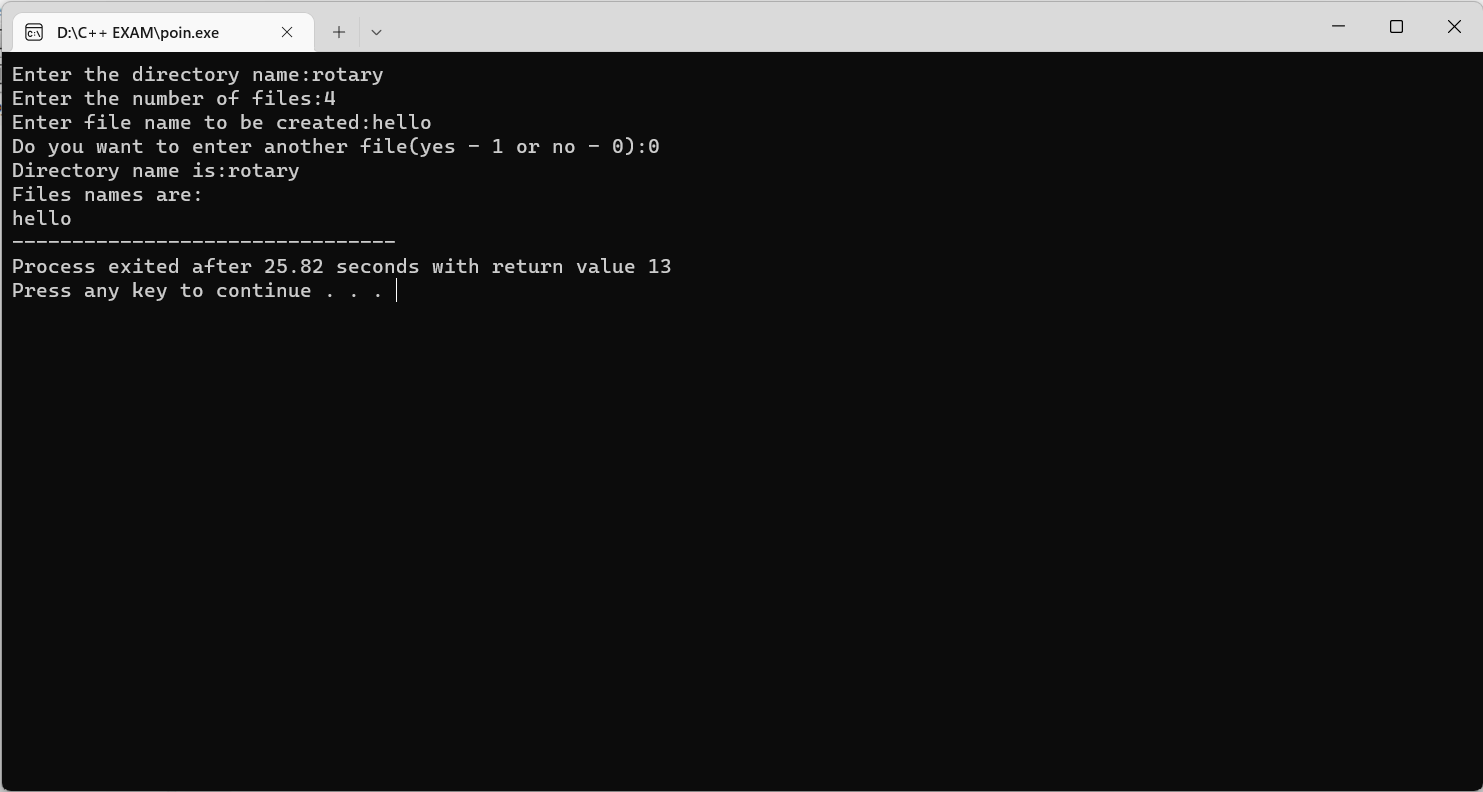 D:\C++ EXAM\poin.exe
Enter the directory name:rotary
Enter the number of files:4
Enter file name to be created:hello
Do you want to enter another file(yes - 1 or no - 0):0
Directory name is:rotary
Files names are:
hello
--------------------------------
Process exited after 25.82 seconds with return value 13
Press any key to continue . . .